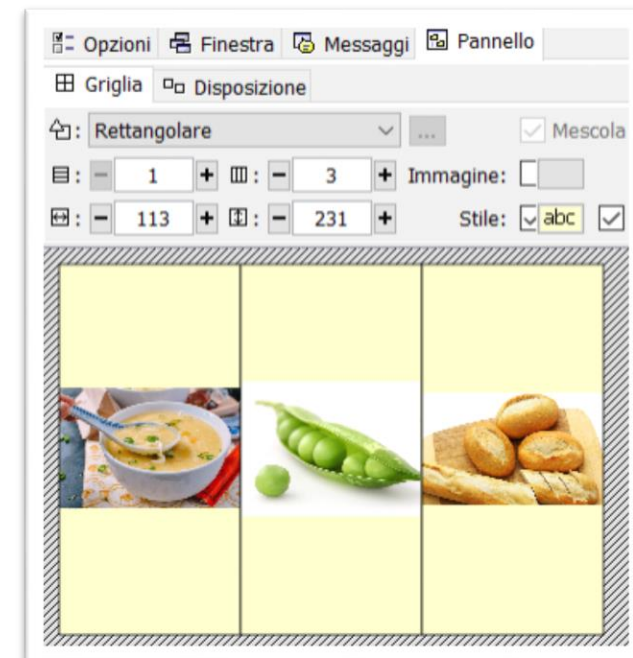 Opzioni Finestra Messaggi Pannello
Griglia Disposizione
: Rettangolare ... Mescola
: - 1 + : - 3 + Immagine:
: - 113 + : - 231 + Stile: abc